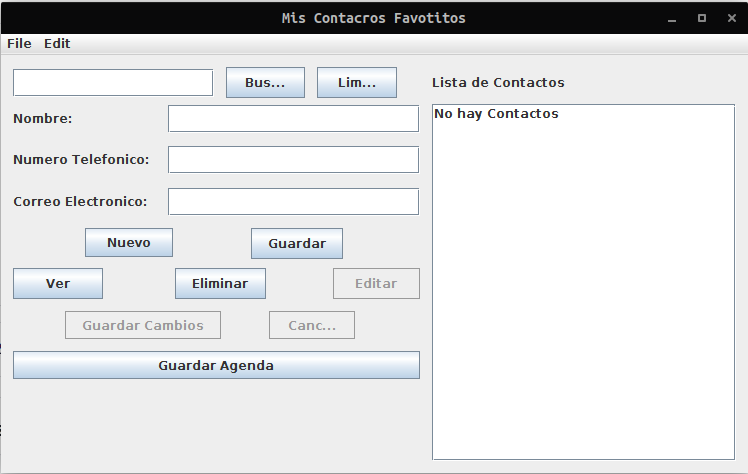 Mis Contacros Favotitos
File Edit
Bus... Lim...
Lista de Contactos
No hay Contactos
Nombre:
Numero Telefonico:
Correo Electronico:
Nuevo Guardar
Ver Eliminar Editar
Guardar Cambios Canc...
Guardar Agenda